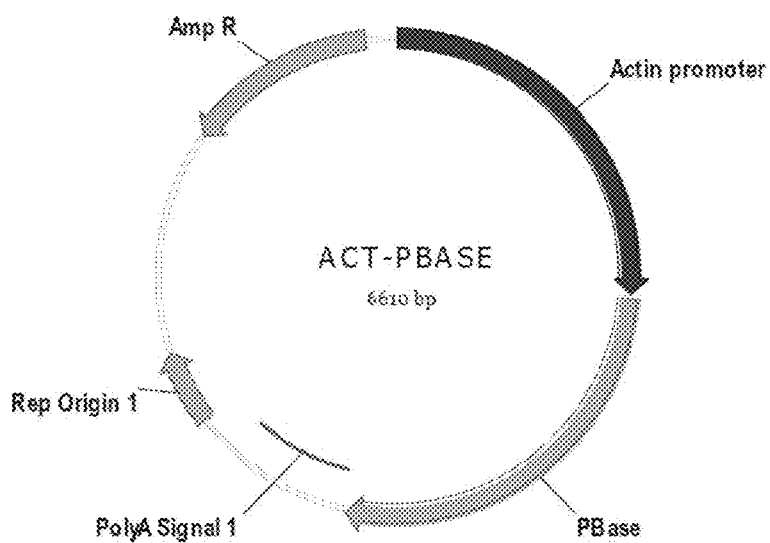 Amp R
Actin promoter
ACT-PBASE
6610 bp
Rep Origin 1
PolyA Signal 1
PBase